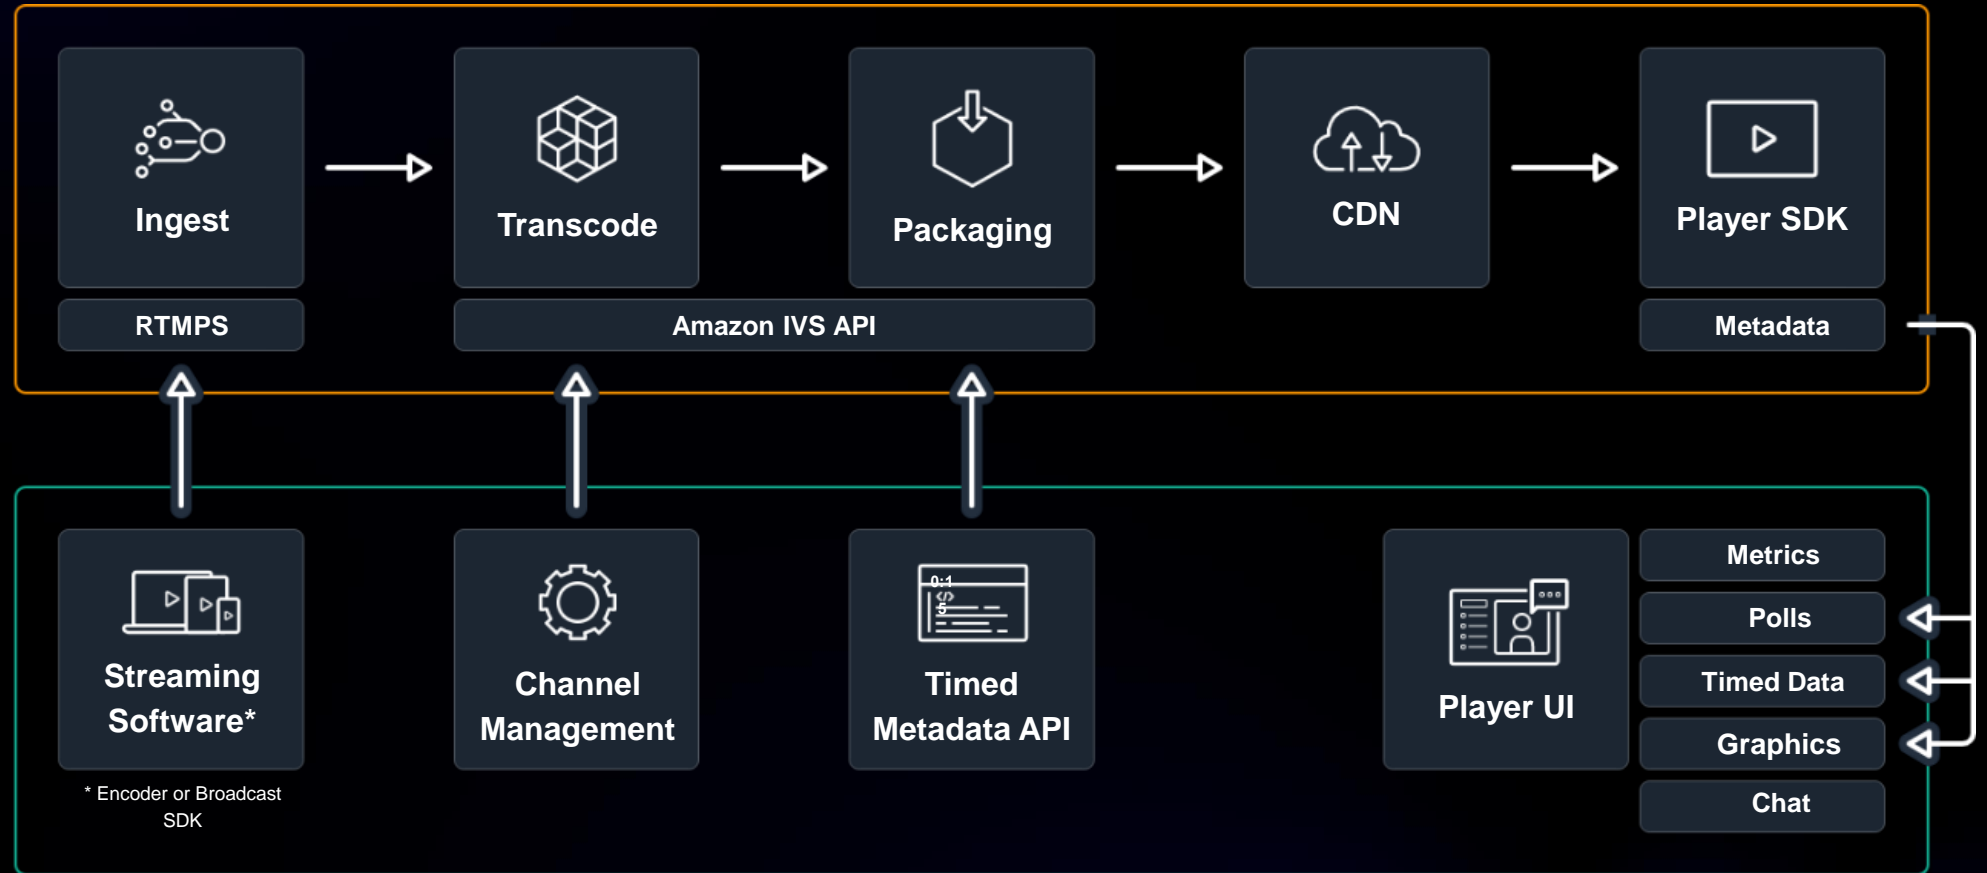 Ingest
Transcode
Packaging
CDN
Player SDK
RTMPS
Amazon IVS API
Metadata
Streaming
Software*
* Encoder or Broadcast
SDK
Channel
Management
0:1
</>
5
Timed
Metadata API
Player UI
Metrics
Polls
Timed Data
Graphics
Chat